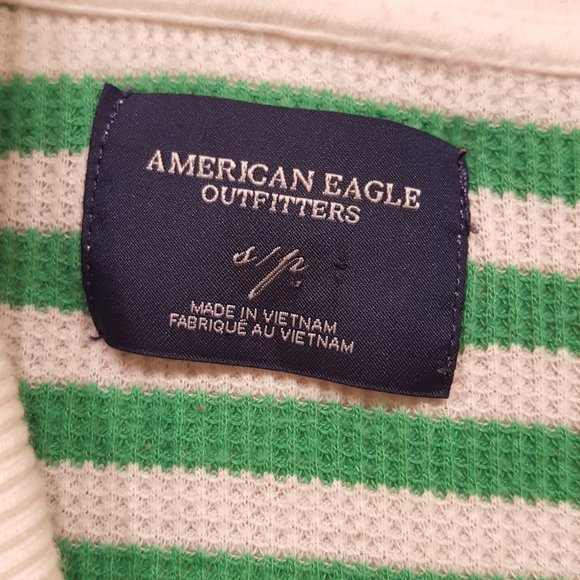 AMERICAN EAGLE
OUTFITTERS
s/p
MADE IN VIETNAM
FABRIQUÉ AU VIETNAM